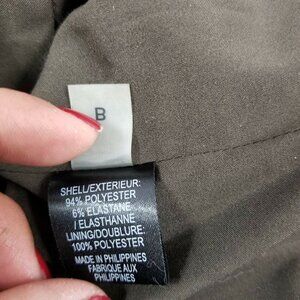 B
SHELL/EXTERIEUR:
94% POLYESTER
6% ELASTANE
/ ELASTHANNE
LINING/DOUBLURE:
100% POLYESTER
MADE IN PHILIPPINES
FABRIQUE AUX
PHILIPPINES